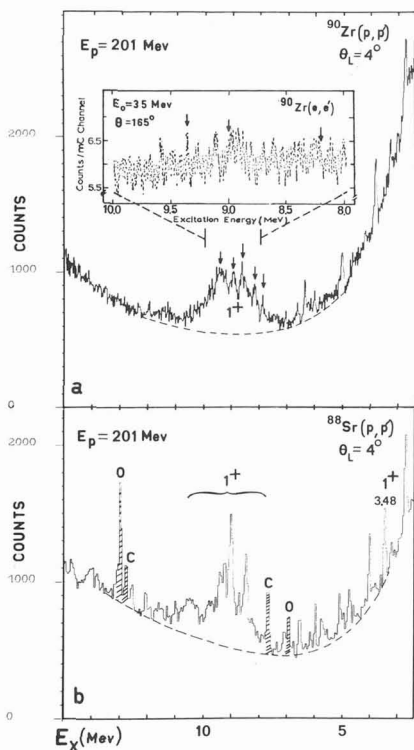 Ep = 201 Mev
⁹⁰Zr(p,p')
θL = 4°
2000
E₀ = 35 Mev
θ = 165°
⁹⁰Zr(e,e')
Counts / mC Channel
6.5
5.5
10.0
9.5
9.0
8.5
8.0
Excitation Energy (MeV)
COUNTS
1000
1⁺
a
0
Ep = 201 Mev
⁸⁸Sr(p,p')
θL = 4°
2000
O
1⁺
1⁺
3,48
COUNTS
C
C
O
1000
b
0
Ex (Mev)
10
5